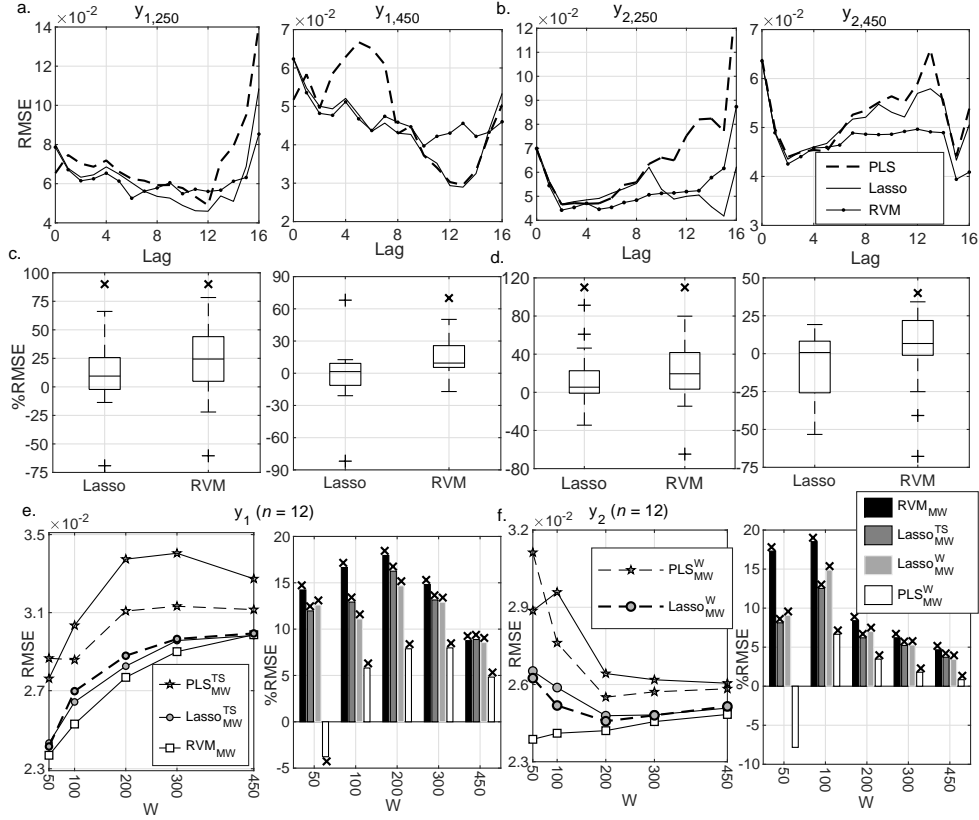 a.
×10⁻²
y1,250
×10⁻²
y1,450
b.
×10⁻²
y2,250
×10⁻²
y2,450
14
12
10
8
6
4
RMSE
0
4
8
12
16
Lag
7
6
5
4
3
2
0
4
8
12
16
Lag
12
11
10
9
8
7
6
5
4
0
4
8
12
16
Lag
7
6
5
4
3
0
4
8
12
16
Lag
PLS
Lasso
RVM
c.
100
75
50
25
0
-25
-50
-75
%RMSE
Lasso
RVM
90
60
30
0
-30
-60
-90
Lasso
RVM
d.
120
80
40
0
-40
-80
Lasso
RVM
50
25
0
-25
-50
-75
Lasso
RVM
e.
×10⁻²
y1 (n = 12)
3.5
3.1
2.7
2.3
RMSE
50
100
200
300
450
W
PLS^TS_MW
Lasso^TS_MW
RVM_MW
20
15
10
5
0
-5
%RMSE
50
100
200
300
450
W
f.
×10⁻²
y2 (n = 12)
3.2
2.9
2.6
2.3
RMSE
50
100
200
300
450
W
PLS^W_MW
Lasso^W_MW
20
15
10
5
0
-5
-10
%RMSE
50
100
200
300
450
W
RVM_MW
Lasso^TS_MW
Lasso^W_MW
PLS^W_MW